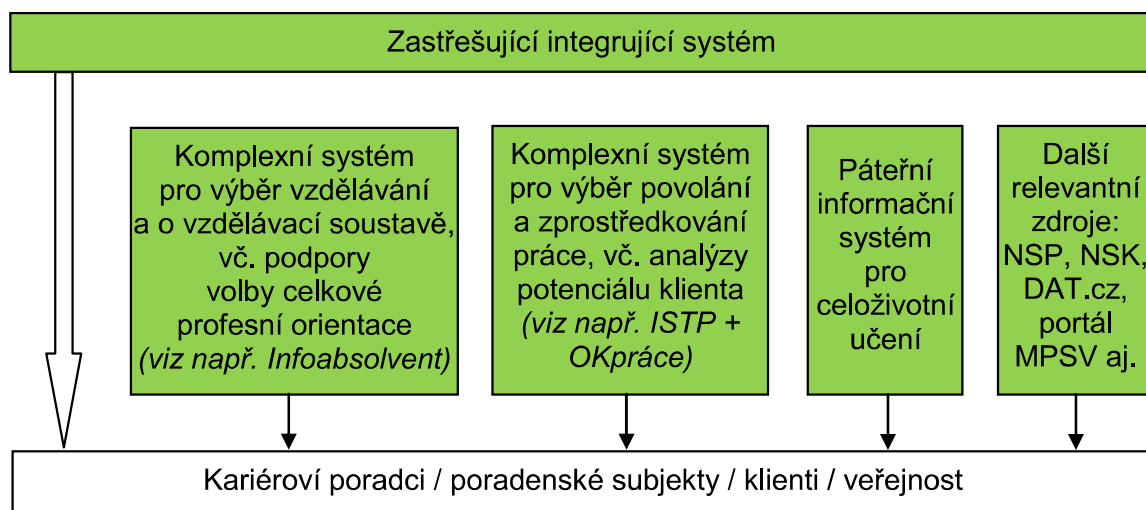 Zastřešující integrující systém
Komplexní systém
pro výběr vzdělávání
a o vzdělávací soustavě,
vč. podpory
volby celkové
profesní orientace
(viz např. Infoabsolvent)
Komplexní systém
pro výběr povolání
a zprostředkování
práce, vč. analýzy
potenciálu klienta
(viz např. ISTP +
OKpráce)
Páteřní
informační
systém
pro
celoživotní
učení
Další
relevantní
zdroje:
NSP, NSK,
DAT.cz,
portál
MPSV aj.
Kariéroví poradci / poradenské subjekty / klienti / veřejnost